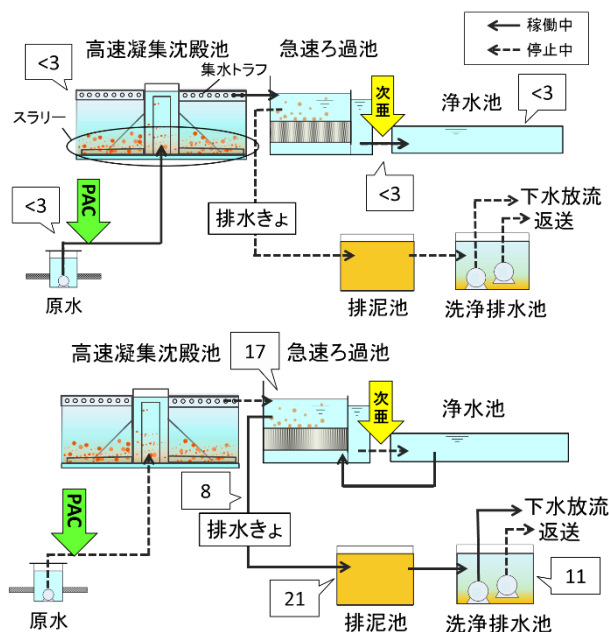 稼働中
停止中
高速凝集沈殿池
急速ろ過池
<3
集水トラフ
スラリー
次亜
浄水池
<3
<3
PAC
<3
排水きょ
下水放流
返送
原水
排泥池
洗浄排水池
高速凝集沈殿池
17
急速ろ過池
次亜
浄水池
PAC
8
排水きょ
下水放流
返送
原水
21
排泥池
11
洗浄排水池